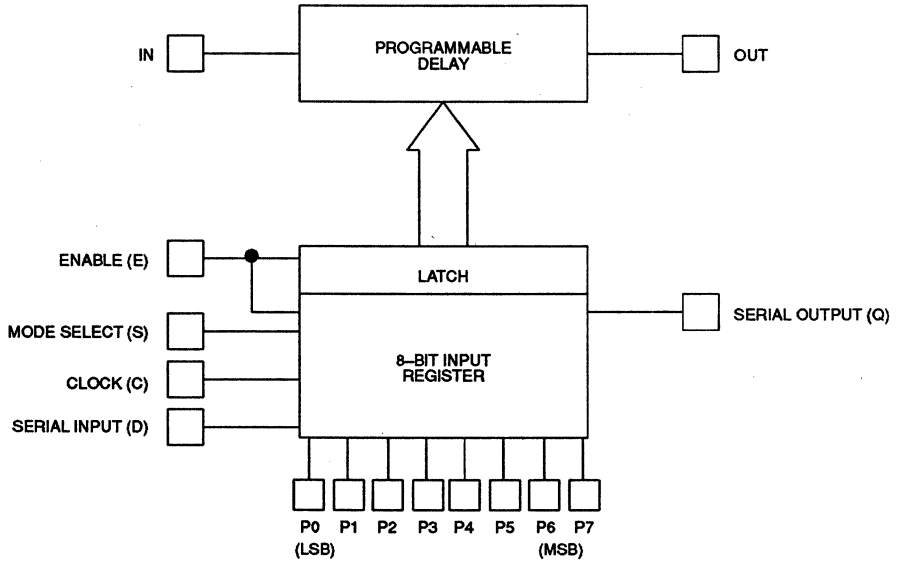 PROGRAMMABLE
DELAY
IN
OUT
ENABLE (E)
LATCH
MODE SELECT (S)
SERIAL OUTPUT (Q)
8–BIT INPUT
REGISTER
CLOCK (C)
SERIAL INPUT (D)
P0 P1 P2 P3 P4 P5 P6 P7
(LSB) (MSB)